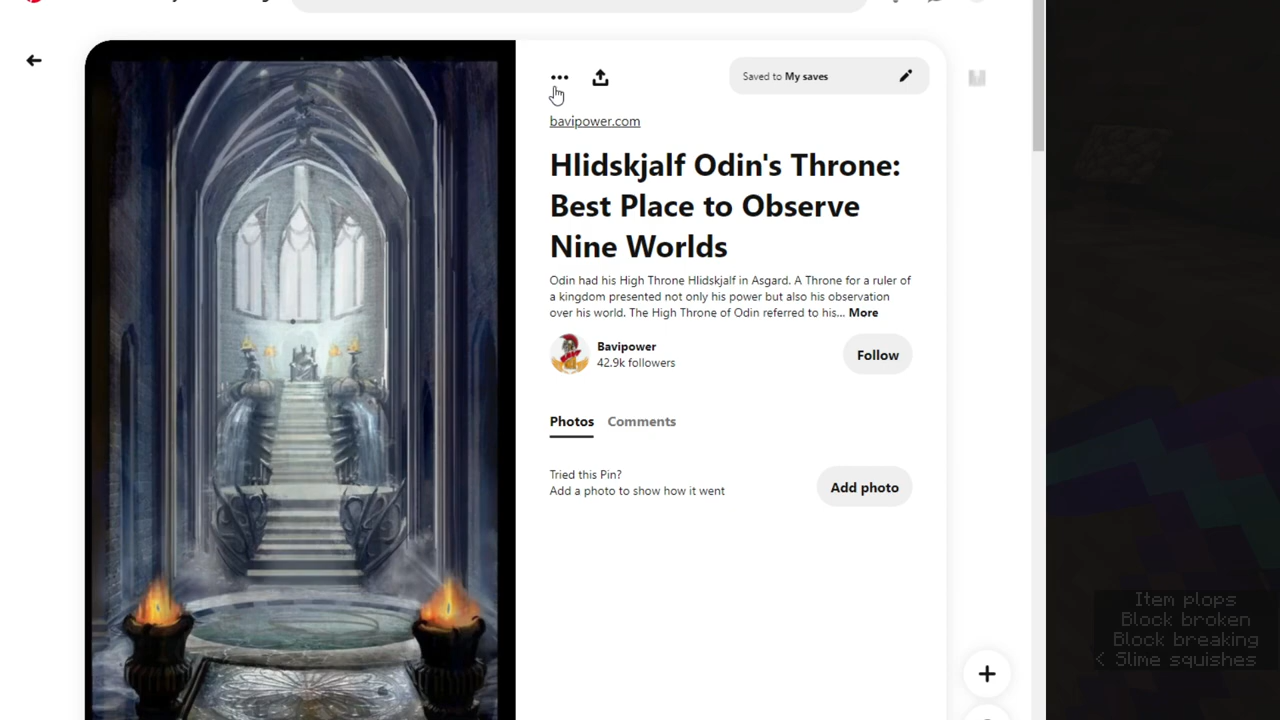 Saved to My saves
bavipower.com
Hlidskjalf Odin's Throne:
Best Place to Observe
Nine Worlds
Odin had his High Throne Hlidskjalf in Asgard. A Throne for a ruler of
a kingdom presented not only his power but also his observation
over his world. The High Throne of Odin referred to his... More
Bavipower
42.9k followers
Follow
Photos Comments
Tried this Pin?
Add a photo to show how it went
Add photo
Item plops
Block broken
Block breaking
< Slime squishes